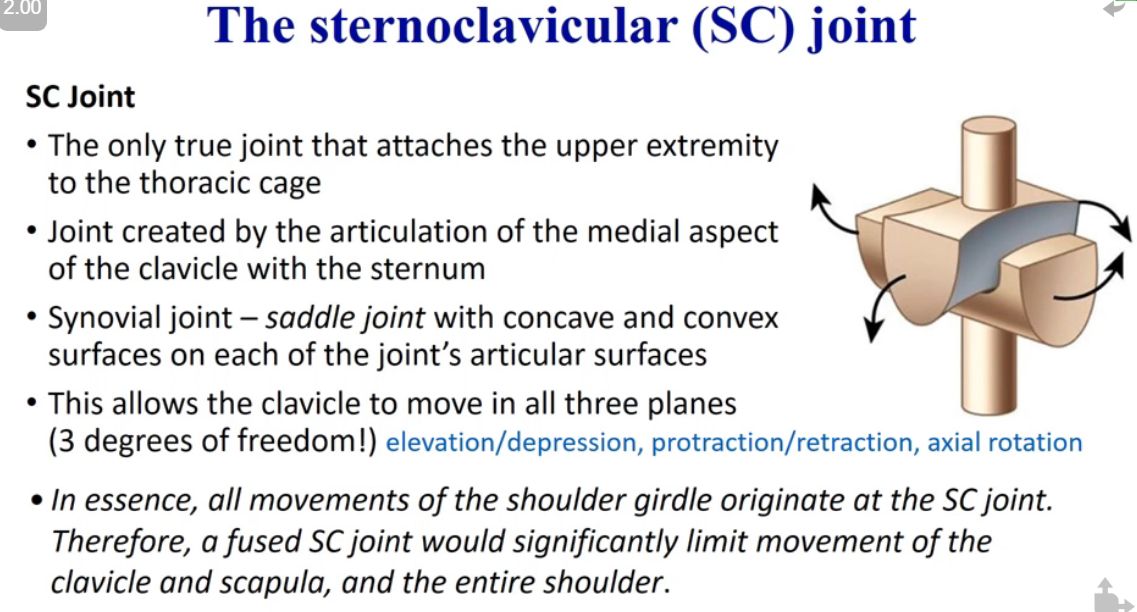 2.00
The sternoclavicular (SC) joint
SC Joint
• The only true joint that attaches the upper extremity
to the thoracic cage
• Joint created by the articulation of the medial aspect
of the clavicle with the sternum
• Synovial joint – saddle joint with concave and convex
surfaces on each of the joint’s articular surfaces
• This allows the clavicle to move in all three planes
(3 degrees of freedom!) elevation/depression, protraction/retraction, axial rotation
• In essence, all movements of the shoulder girdle originate at the SC joint.
Therefore, a fused SC joint would significantly limit movement of the
clavicle and scapula, and the entire shoulder.